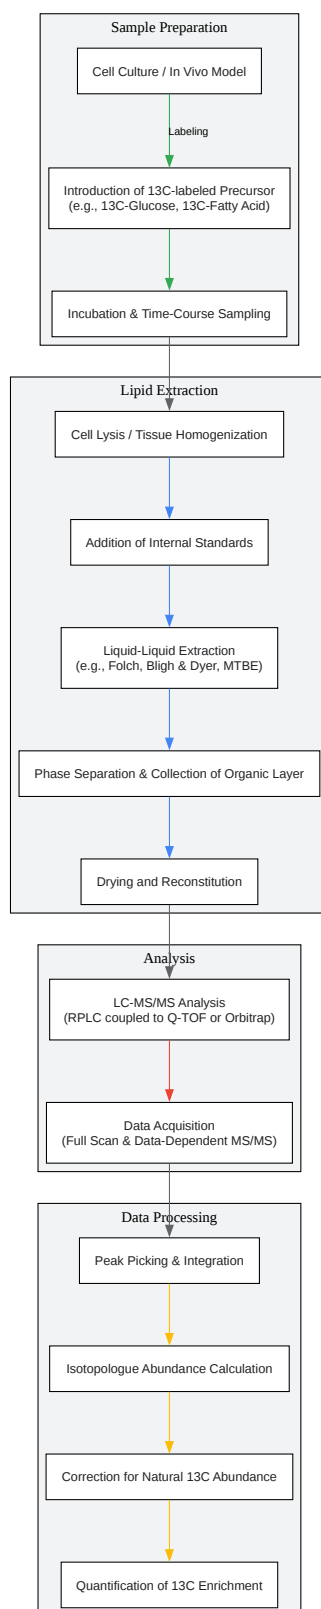 Sample Preparation
Cell Culture / In Vivo Model
Labeling
Introduction of 13C-labeled Precursor
(e.g., 13C-Glucose, 13C-Fatty Acid)
Incubation & Time-Course Sampling
Lipid Extraction
Cell Lysis / Tissue Homogenization
Addition of Internal Standards
Liquid-Liquid Extraction
(e.g., Folch, Bligh & Dyer, MTBE)
Phase Separation & Collection of Organic Layer
Drying and Reconstitution
Analysis
LC-MS/MS Analysis
(RPLC coupled to Q-TOF or Orbitrap)
Data Acquisition
(Full Scan & Data-Dependent MS/MS)
Data Processing
Peak Picking & Integration
Isotopologue Abundance Calculation
Correction for Natural 13C Abundance
Quantification of 13C Enrichment